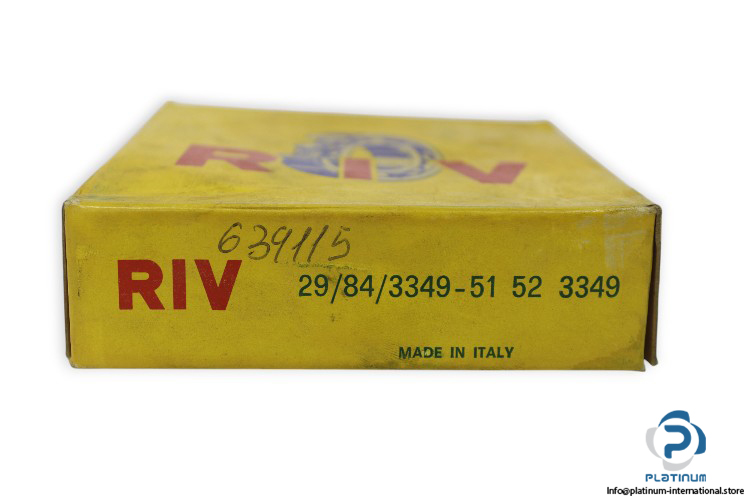 RIV
639115
RIV 29/84/3349-51 52 3349
MADE IN ITALY
PLATINUM
Info@platinum-international.store